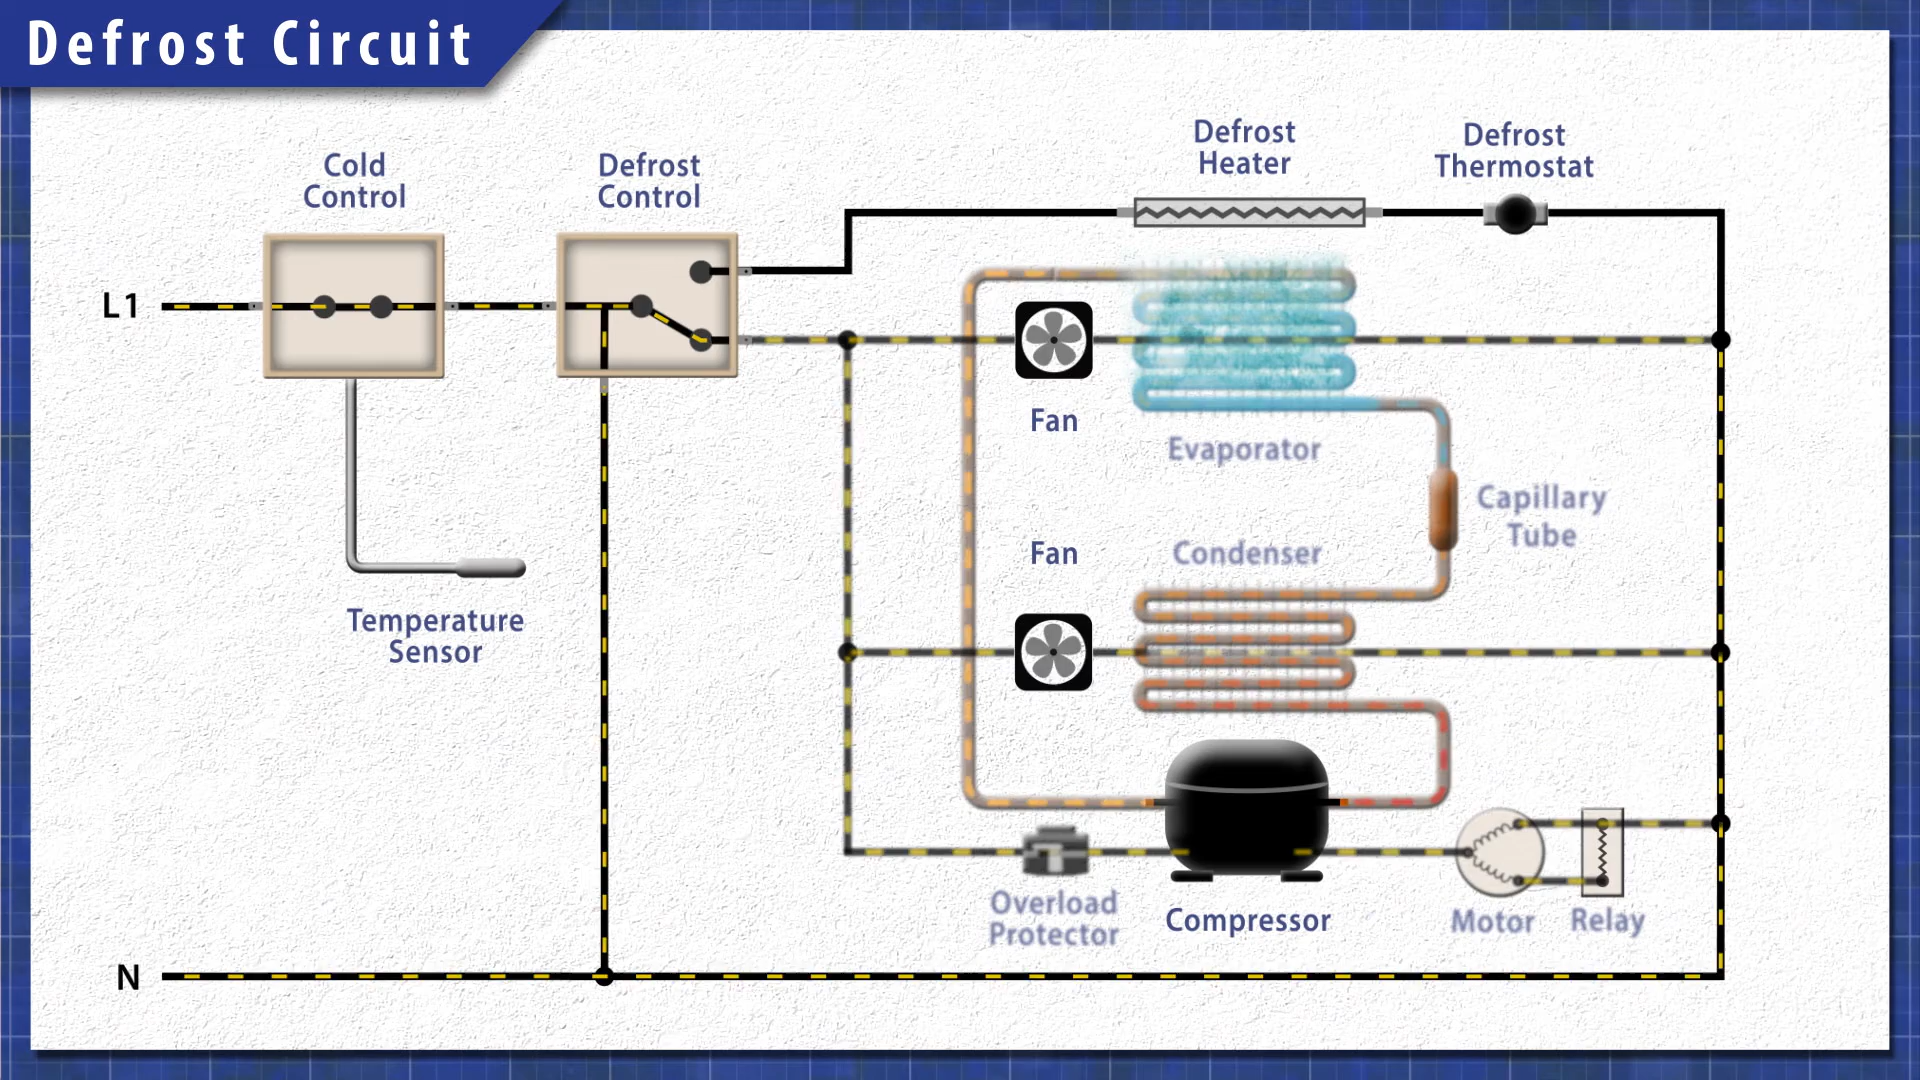 Defrost Circuit
Defrost
Heater
Defrost
Thermostat
Cold
Control
Defrost
Control
L1
Fan
Evaporator
Capillary
Tube
Fan
Condenser
Temperature
Sensor
Overload
Protector
Compressor
Motor
Relay
N